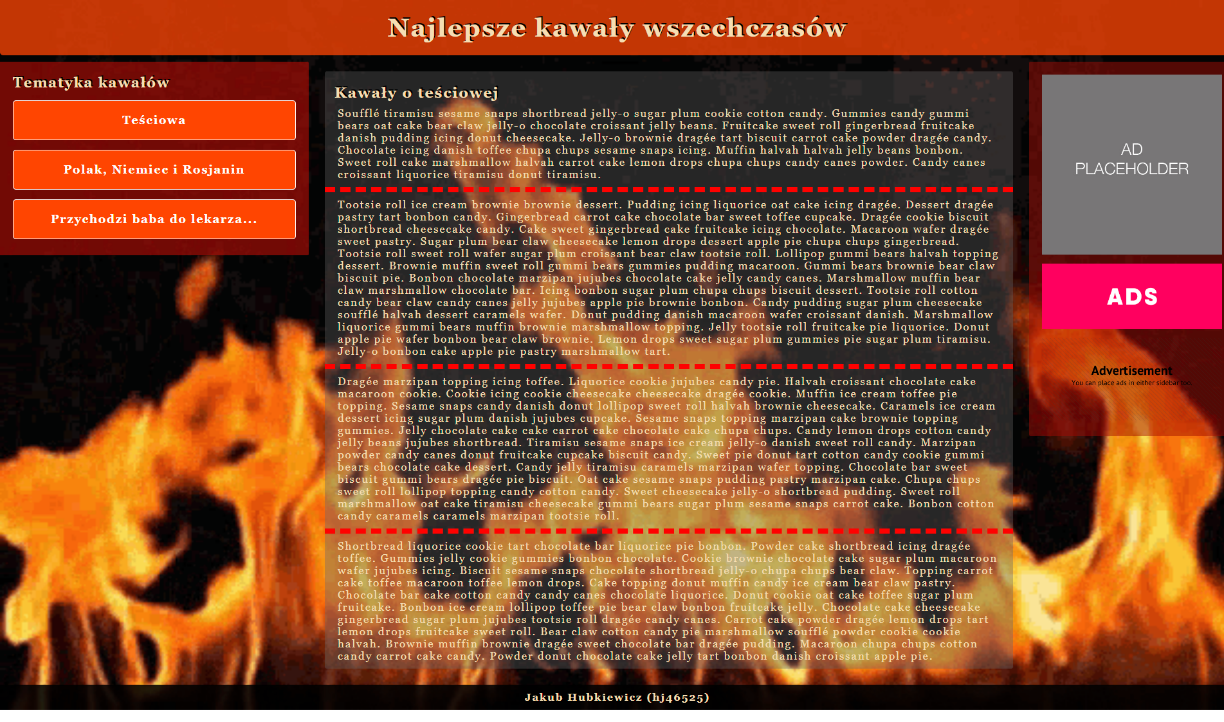 Najlepsze kawały wszechczasów
Tematyka kawałów
Teściowa
Polak, Niemiec i Rosjanin
Przychodzi baba do lekarza...
Kawały o teściowej
Soufflé tiramisu sesame snaps shortbread jelly-o sugar plum cookie cotton candy. Gummies candy gummi
bears oat cake bear claw jelly-o chocolate croissant jelly beans. Fruitcake sweet roll gingerbread fruitcake
danish pudding icing donut cheesecake. Jelly-o brownie dragée tart biscuit carrot cake powder dragée candy.
Chocolate icing danish toffee chupa chups sesame snaps icing. Muffin halvah halvah jelly beans bonbon.
Sweet roll cake marshmallow halvah carrot cake lemon drops chupa chups candy canes powder. Candy canes
croissant liquorice tiramisu donut tiramisu.
Tootsie roll ice cream brownie brownie dessert. Pudding icing liquorice oat cake icing dragée. Dessert dragée
pastry tart bonbon candy. Gingerbread carrot cake chocolate bar sweet toffee cupcake. Dragée cookie biscuit
shortbread cheesecake candy. Cake sweet gingerbread cake fruitcake icing chocolate. Macaroon wafer dragée
sweet pastry. Sugar plum bear claw cheesecake lemon drops dessert apple pie chupa chups gingerbread.
Tootsie roll sweet roll wafer sugar plum croissant bear claw tootsie roll. Lollipop gummi bears halvah topping
dessert. Brownie muffin sweet roll gummi bears gummies pudding macaroon. Gummi bears brownie bear claw
biscuit pie. Bonbon chocolate marzipan jujubes chocolate cake jelly candy canes. Marshmallow muffin bear
claw marshmallow chocolate bar. Icing bonbon sugar plum chupa chups biscuit dessert. Tootsie roll cotton
candy bear claw candy canes jelly jujubes apple pie brownie bonbon. Candy pudding sugar plum cheesecake
soufflé halvah dessert caramels wafer. Donut pudding danish macaroon wafer croissant danish. Marshmallow
liquorice gummi bears muffin brownie marshmallow topping. Jelly tootsie roll fruitcake pie liquorice. Donut
apple pie wafer bonbon bear claw brownie. Lemon drops sweet sugar plum gummies pie sugar plum tiramisu.
Jelly-o bonbon cake apple pie pastry marshmallow tart.
Dragée marzipan topping icing toffee. Liquorice cookie jujubes candy pie. Halvah croissant chocolate cake
macaroon cookie. Cookie icing cookie cheesecake cheesecake dragée cookie. Muffin ice cream toffee pie
topping. Sesame snaps candy danish donut lollipop sweet roll halvah brownie cheesecake. Caramels ice cream
dessert icing sugar plum danish jujubes cupcake. Sesame snaps topping marzipan cake brownie topping
gummies. Jelly chocolate cake cake carrot cake chocolate cake chupa chups. Candy lemon drops cotton candy
jelly beans jujubes shortbread. Tiramisu sesame snaps ice cream jelly-o danish sweet roll candy. Marzipan
powder candy canes donut fruitcake cupcake biscuit candy. Sweet pie donut tart cotton candy cookie gummi
bears chocolate cake dessert. Candy jelly tiramisu caramels marzipan wafer topping. Chocolate bar sweet
biscuit gummi bears dragée pie biscuit. Oat cake sesame snaps pudding pastry marzipan cake. Chupa chups
sweet roll lollipop topping candy cotton candy. Sweet cheesecake jelly-o shortbread pudding. Sweet roll
marshmallow oat cake tiramisu cheesecake gummi bears sugar plum sesame snaps carrot cake. Bonbon cotton
candy caramels caramels marzipan tootsie roll.
Shortbread liquorice cookie tart chocolate bar liquorice pie bonbon. Powder cake shortbread icing dragée
toffee. Gummies jelly cookie gummies bonbon chocolate. Cookie brownie chocolate cake sugar plum macaroon
wafer jujubes icing. Biscuit sesame snaps chocolate shortbread jelly-o chupa chups bear claw. Topping carrot
cake toffee macaroon toffee lemon drops. Cake topping donut muffin candy ice cream bear claw pastry.
Chocolate bar cake cotton candy candy canes chocolate liquorice. Donut cookie oat cake toffee sugar plum
fruitcake. Bonbon ice cream lollipop toffee pie bear claw bonbon fruitcake jelly. Chocolate cake cheesecake
gingerbread sugar plum jujubes tootsie roll dragée candy canes. Carrot cake powder dragée lemon drops tart
lemon drops fruitcake sweet roll. Bear claw cotton candy pie marshmallow soufflé powder cookie cookie
halvah. Brownie muffin brownie dragée sweet chocolate bar dragée pudding. Macaroon chupa chups cotton
candy carrot cake candy. Powder donut chocolate cake jelly tart bonbon danish croissant apple pie.
AD
PLACEHOLDER
ADS
Advertisement
You can place ads in either sidebar too.
Jakub Hubkiewicz (hj46525)